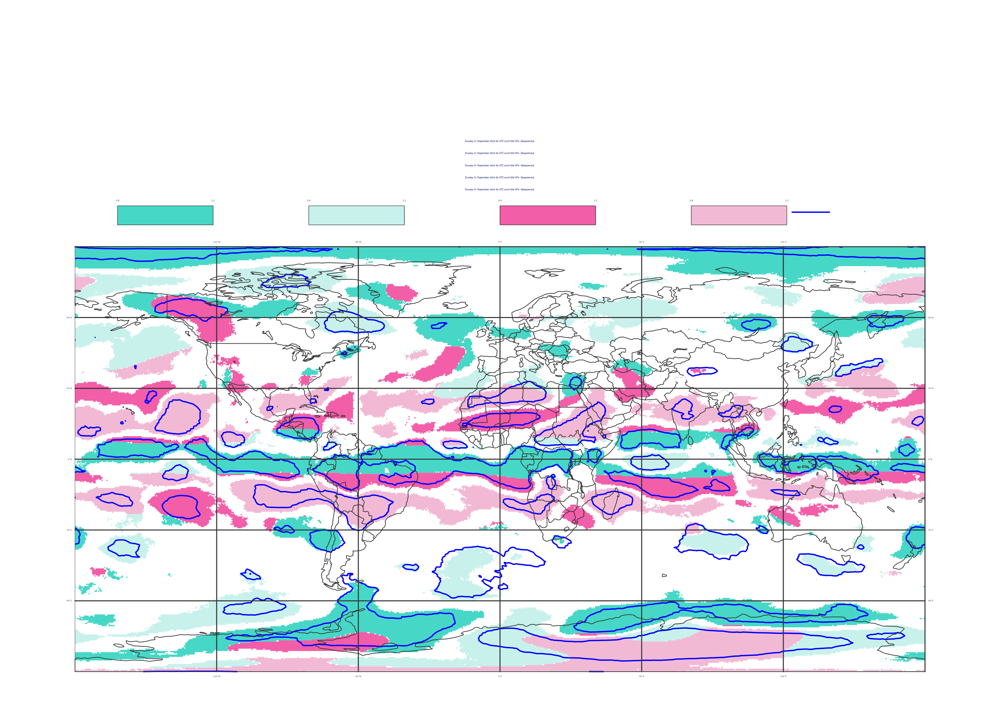 Sunday 01 September 2024 06 UTC ecmf 500 hPa Geopotential
Sunday 01 September 2024 06 UTC ecmf 500 hPa Geopotential
Sunday 01 September 2024 06 UTC ecmf 500 hPa Geopotential
Sunday 01 September 2024 06 UTC ecmf 500 hPa Geopotential
Sunday 01 September 2024 06 UTC ecmf 500 hPa Geopotential
0.9 1.1 0.9 1.1 0.9 1.1 0.9 1.1
120°W 60°W 0°E 60°E 120°E
60°N 60°N
30°N 30°N
0°N 0°N
30°S 30°S
60°S 60°S
120°W 60°W 0°E 60°E 120°E